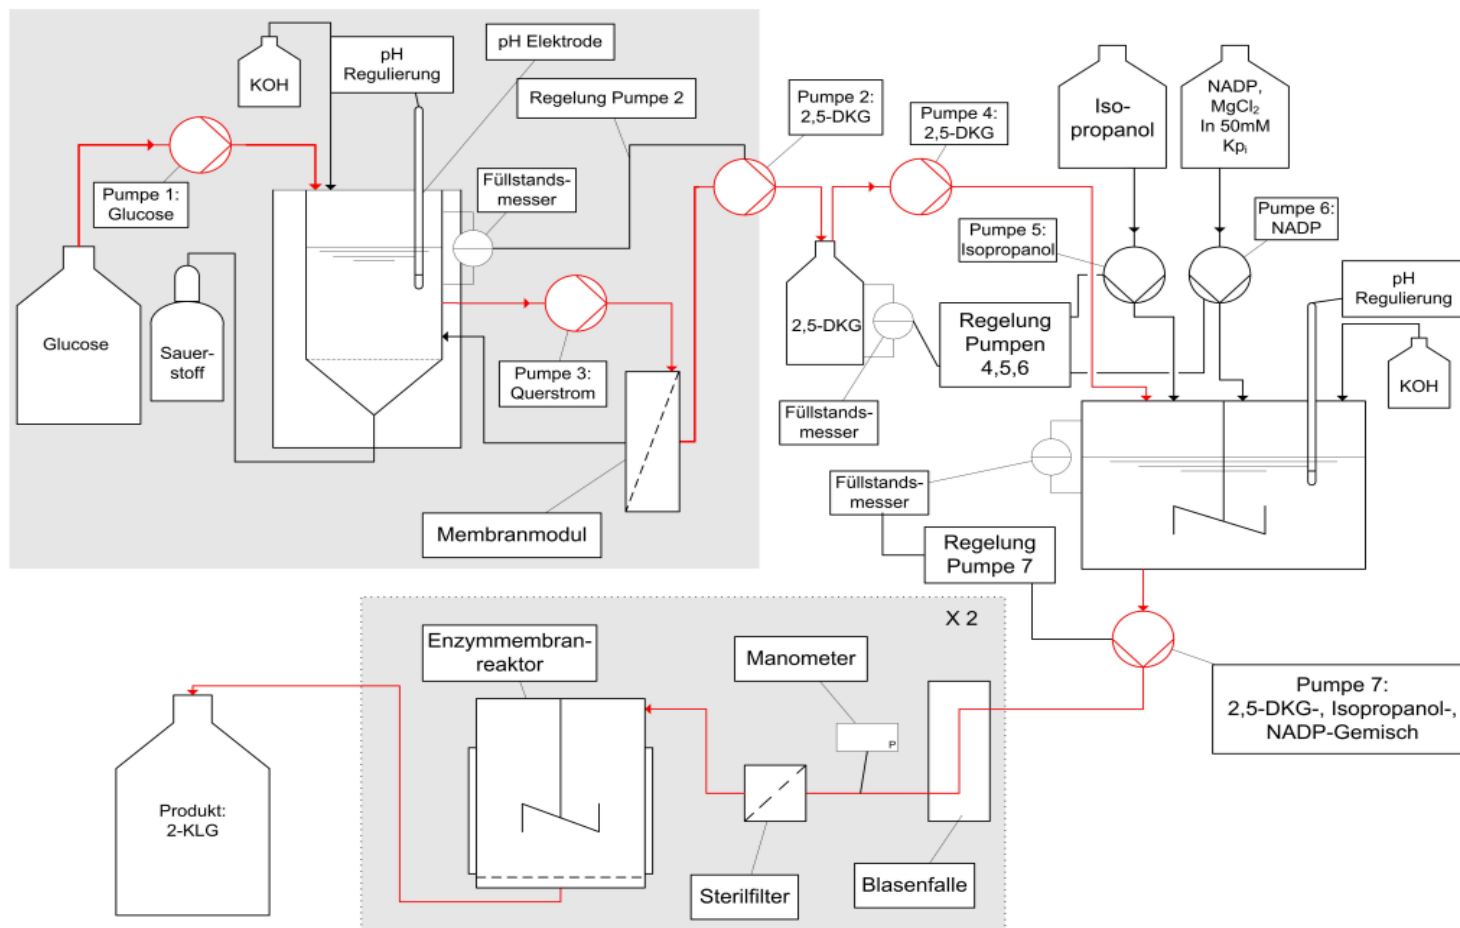 KOH
pH
Regulierung
pH Elektrode
Regelung Pumpe 2
Pumpe 1:
Glucose
Füllstands-
messer
Glucose
Sauer-
stoff
Pumpe 3:
Querstrom
Membranmodul
Pumpe 2:
2,5-DKG
Pumpe 4:
2,5-DKG
Iso-
propanol
NADP,
MgCl₂
In 50mM
Kpᵢ
Pumpe 5:
Isopropanol
Pumpe 6:
NADP
2,5-DKG
Füllstands-
messer
Regelung
Pumpen
4,5,6
pH
Regulierung
KOH
Füllstands-
messer
Regelung
Pumpe 7
Pumpe 7:
2,5-DKG-, Isopropanol-,
NADP-Gemisch
X 2
Enzymmembran-
reaktor
Manometer
P
Sterilfilter
Blasenfalle
Produkt:
2-KLG